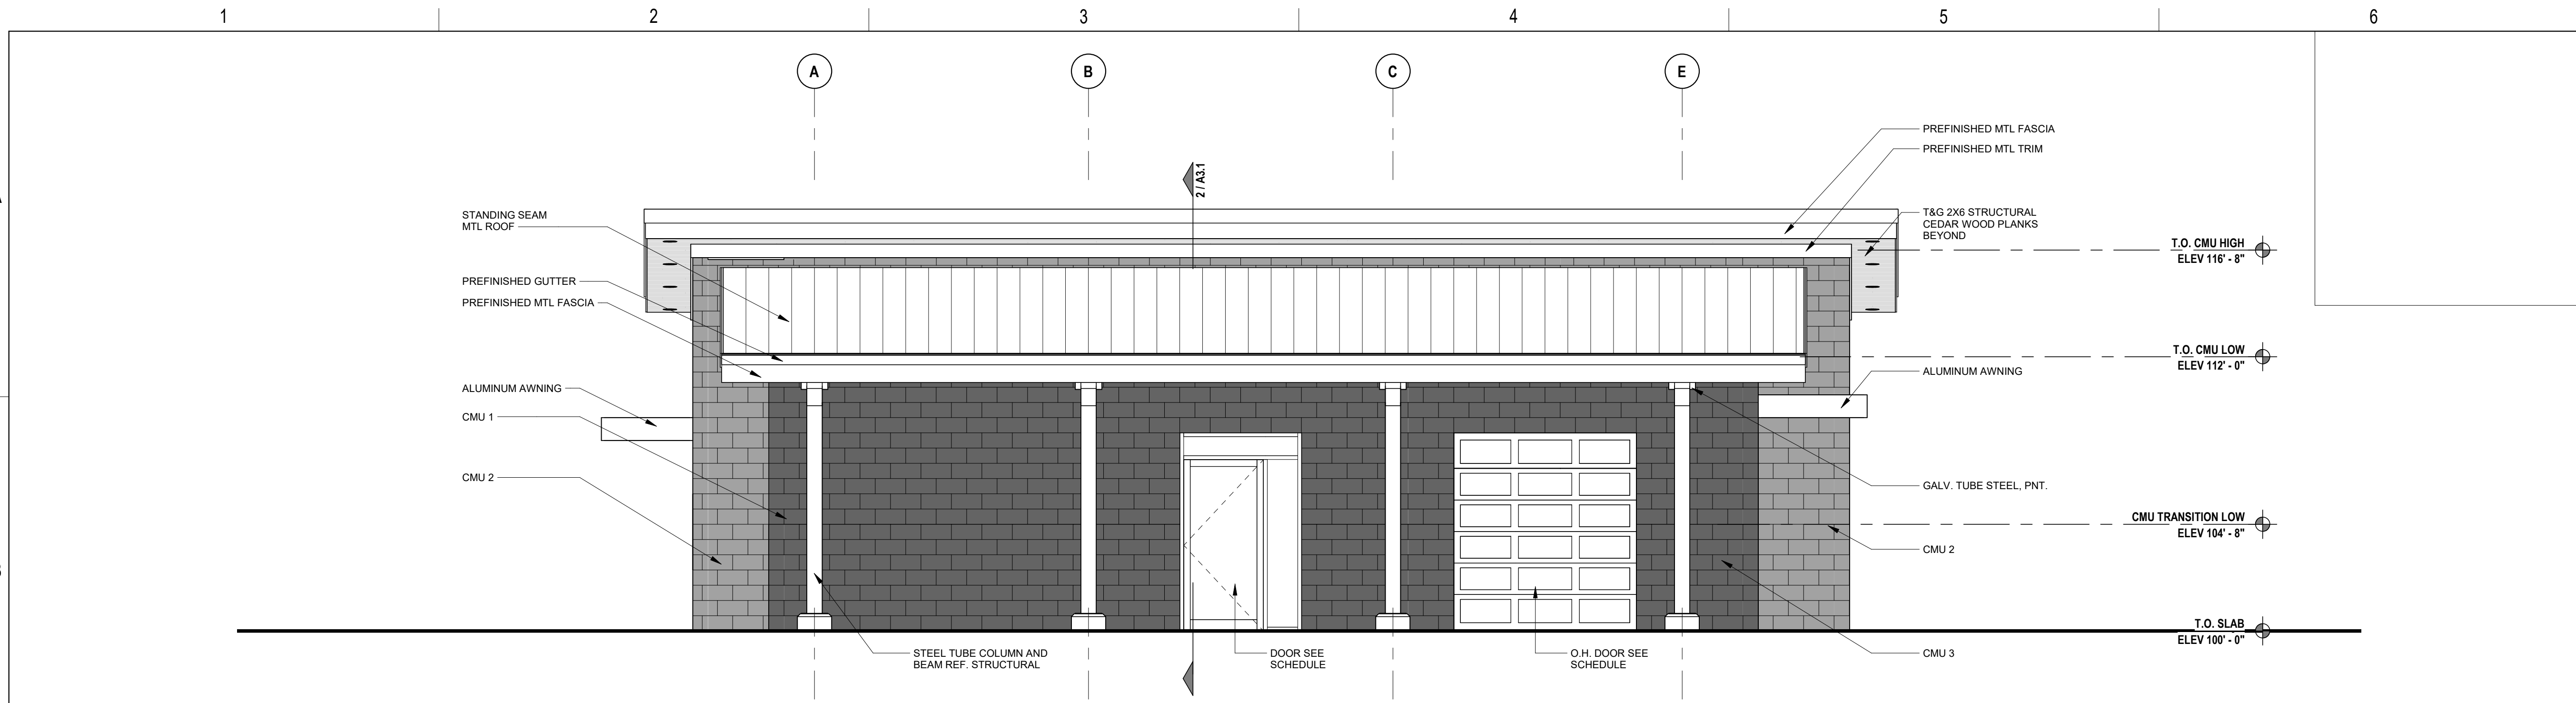 1 2 3 4 5 6
A B C E
2 / A3.1
PREFINISHED MTL FASCIA
PREFINISHED MTL TRIM
STANDING SEAM
MTL ROOF
T&G 2X6 STRUCTURAL
CEDAR WOOD PLANKS
BEYOND
T.O. CMU HIGH
ELEV 116' - 8"
PREFINISHED GUTTER
PREFINISHED MTL FASCIA
T.O. CMU LOW
ELEV 112' - 0"
ALUMINUM AWNING
ALUMINUM AWNING
CMU 1
CMU 2
GALV. TUBE STEEL, PNT.
CMU TRANSITION LOW
ELEV 104' - 8"
CMU 2
T.O. SLAB
ELEV 100' - 0"
STEEL TUBE COLUMN AND
BEAM REF. STRUCTURAL
DOOR SEE
SCHEDULE
O.H. DOOR SEE
SCHEDULE
CMU 3